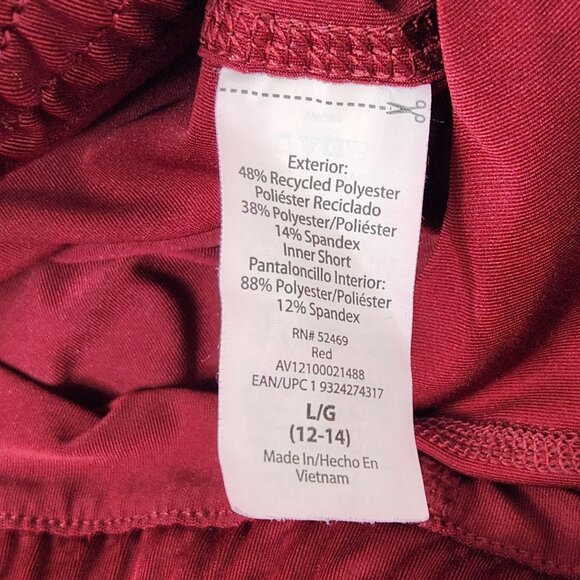 Exterior:
48% Recycled Polyester
Poliéster Reciclado
38% Polyester/Poliéster
14% Spandex
Inner Short
Pantaloncillo Interior:
88% Polyester/Poliéster
12% Spandex
RN# 52469
Red
AV12100021488
EAN/UPC 1 9324274317
L/G
(12-14)
Made In/Hecho En
Vietnam